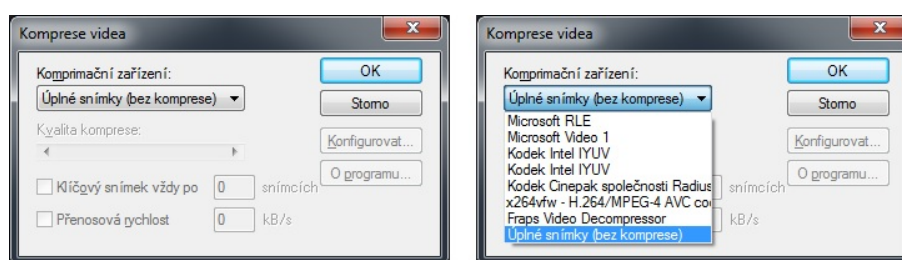 Komprese videa
Komprimační zařízení:
Úplné snímky (bez komprese)
Kvalita komprese:
Klíčový snímek vždy po 0 snímcích
Přenosová rychlost 0 kB/s
OK
Storno
Konfigurovat...
O programu...
Komprese videa
Komprimační zařízení:
Úplné snímky (bez komprese)
Microsoft RLE
Microsoft Video 1
Kodek Intel IYUV
Kodek Intel IYUV
Kodek Cinepak společnosti Radius
x264vfw - H.264/MPEG-4 AVC co
Fraps Video Decompressor
Úplné snímky (bez komprese)
snímcích
kB/s
OK
Storno
Konfigurovat...
O programu...